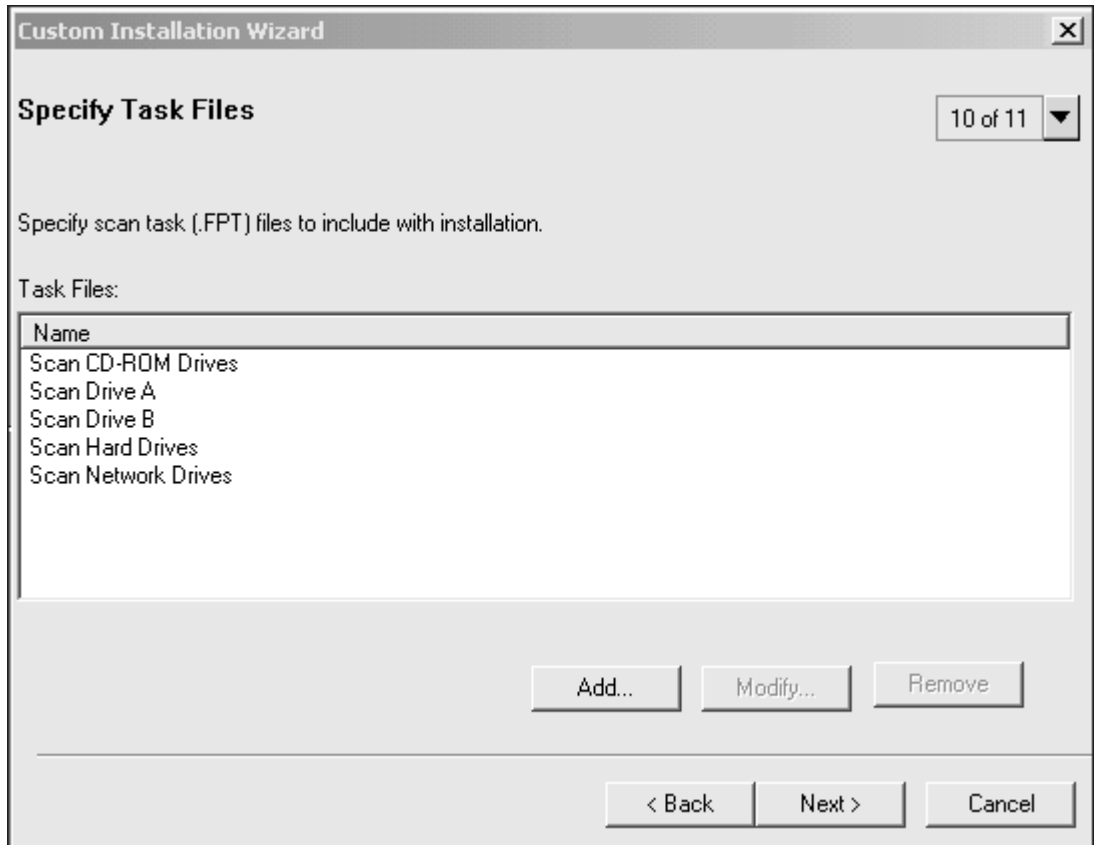 Custom Installation Wizard
Specify Task Files
10 of 11
Specify scan task (.FPT) files to include with installation.
Task Files:
Name
Scan CD-ROM Drives
Scan Drive A
Scan Drive B
Scan Hard Drives
Scan Network Drives
Add... Modify... Remove
< Back Next > Cancel